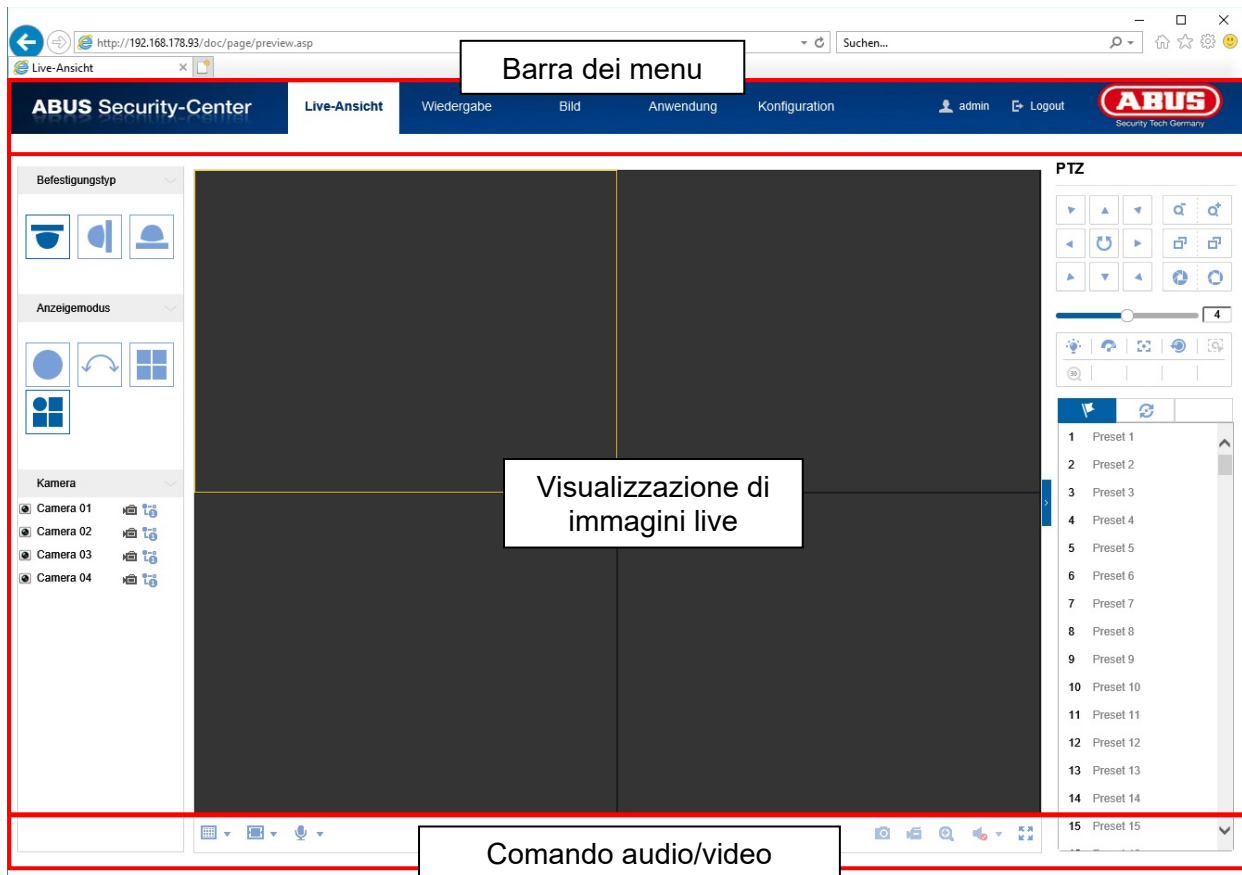 http://192.168.178.93/doc/page/preview.asp
Suchen...
Live-Ansicht
Barra dei menu
ABUS Security-Center
Live-Ansicht
Wiedergabe
Bild
Anwendung
Konfiguration
admin
Logout
ABUS
Security Tech Germany
Befestigungstyp
Anzeigemodus
Kamera
Camera 01
Camera 02
Camera 03
Camera 04
Visualizzazione di
immagini live
PTZ
4
3D
1 Preset 1
2 Preset 2
3 Preset 3
4 Preset 4
5 Preset 5
6 Preset 6
7 Preset 7
8 Preset 8
9 Preset 9
10 Preset 10
11 Preset 11
12 Preset 12
13 Preset 13
14 Preset 14
15 Preset 15
Comando audio/video